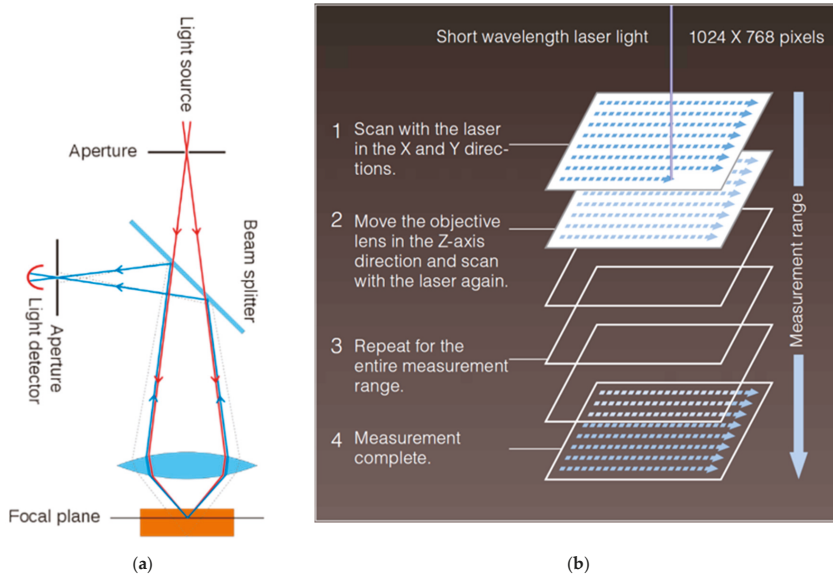 Light source
Aperture
Beam splitter
Aperture
Light detector
Focal plane
(a)
Short wavelength laser light
1024 X 768 pixels
1 Scan with the laser
in the X and Y direc-
tions.
2 Move the objective
lens in the Z-axis
direction and scan
with the laser again.
3 Repeat for the
entire measurement
range.
4 Measurement
complete.
Measurement range
(b)